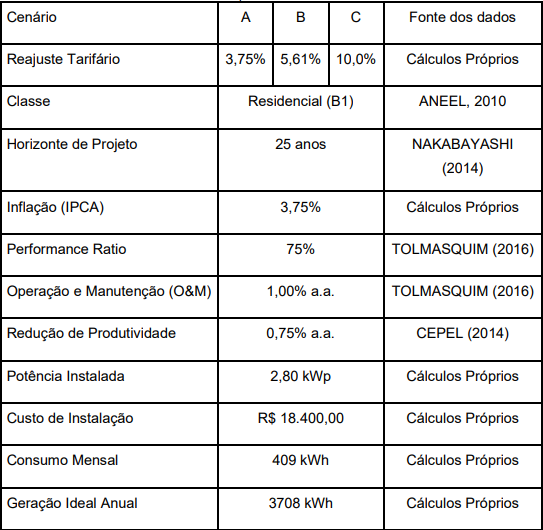 Cenário A B C Fonte dos dados
Reajuste Tarifário 3,75% 5,61% 10,0% Cálculos Próprios
Classe Residencial (B1) ANEEL, 2010
Horizonte de Projeto 25 anos NAKABAYASHI
(2014)
Inflação (IPCA) 3,75% Cálculos Próprios
Performance Ratio 75% TOLMASQUIM (2016)
Operação e Manutenção (O&M) 1,00% a.a. TOLMASQUIM (2016)
Redução de Produtividade 0,75% a.a. CEPEL (2014)
Potência Instalada 2,80 kWp Cálculos Próprios
Custo de Instalação R$ 18.400,00 Cálculos Próprios
Consumo Mensal 409 kWh Cálculos Próprios
Geração Ideal Anual 3708 kWh Cálculos Próprios